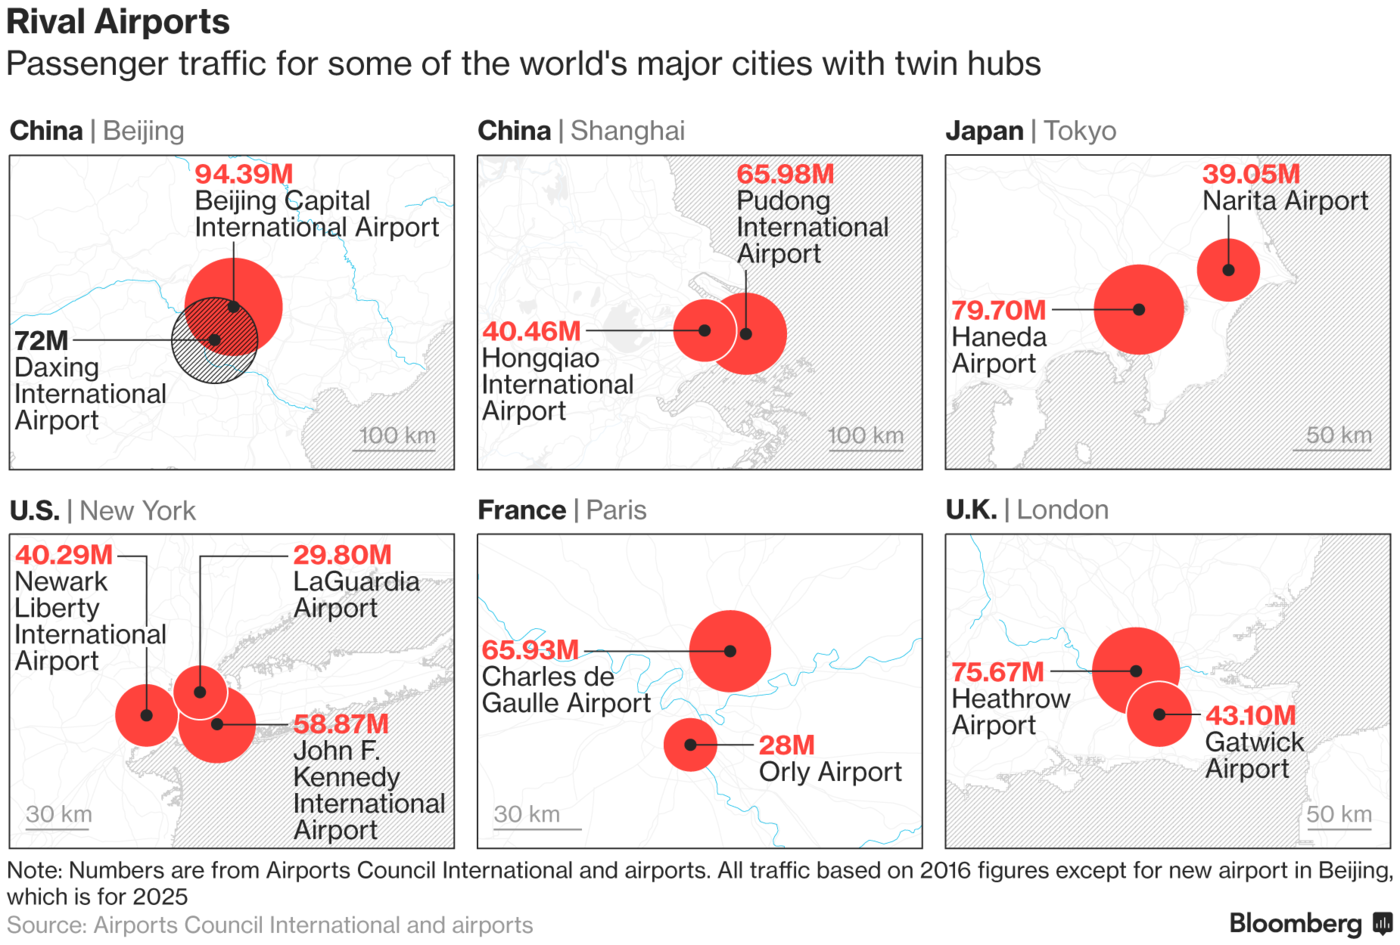 Rival Airports
Passenger traffic for some of the world's major cities with twin hubs
China | Beijing
94.39M
Beijing Capital
International Airport
72M
Daxing
International
Airport
100 km
China | Shanghai
65.98M
Pudong
International
Airport
40.46M
Hongqiao
International
Airport
100 km
Japan | Tokyo
39.05M
Narita Airport
79.70M
Haneda
Airport
50 km
U.S. | New York
40.29M
Newark
Liberty
International
Airport
29.80M
LaGuardia
Airport
58.87M
John F.
Kennedy
International
Airport
30 km
France | Paris
65.93M
Charles de
Gaulle Airport
28M
Orly Airport
30 km
U.K. | London
75.67M
Heathrow
Airport
43.10M
Gatwick
Airport
50 km
Note: Numbers are from Airports Council International and airports. All traffic based on 2016 figures except for new airport in Beijing,
which is for 2025
Source: Airports Council International and airports
Bloomberg